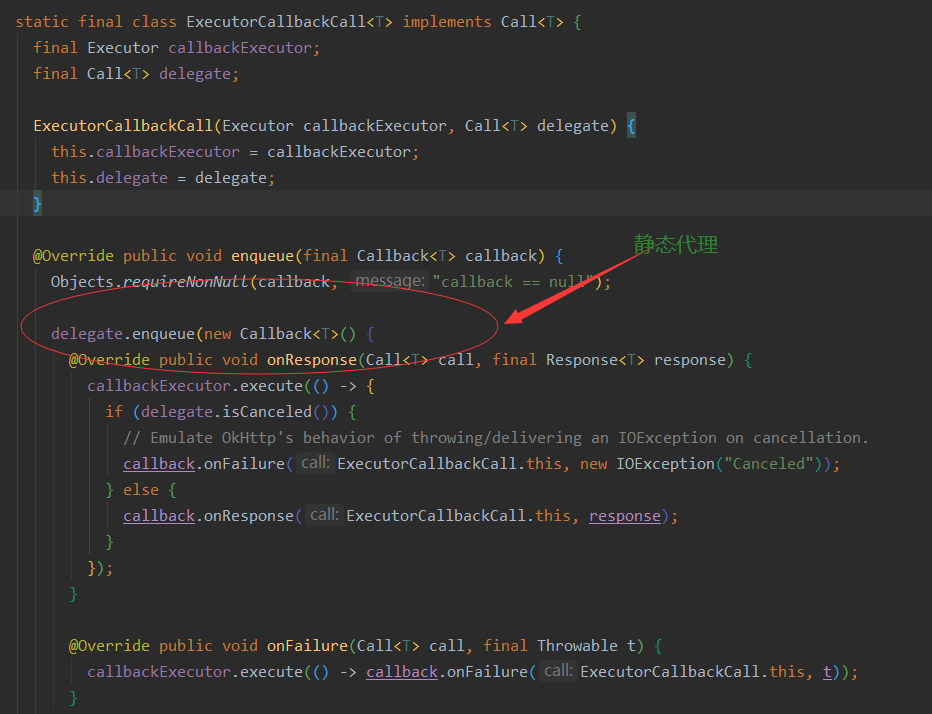 static final class ExecutorCallbackCall<T> implements Call<T> {
final Executor callbackExecutor;
final Call<T> delegate;
ExecutorCallbackCall(Executor callbackExecutor, Call<T> delegate) {
this.callbackExecutor = callbackExecutor;
this.delegate = delegate;
}
静态代理
@Override public void enqueue(final Callback<T> callback) {
Objects.requireNonNull(callback, message: "callback == null");
delegate.enqueue(new Callback<T>() {
@Override public void onResponse(Call<T> call, final Response<T> response) {
callbackExecutor.execute(() -> {
if (delegate.isCanceled()) {
// Emulate OkHttp's behavior of throwing/delivering an IOException on cancellation.
callback.onFailure( call: ExecutorCallbackCall.this, new IOException("Canceled"));
} else {
callback.onResponse( call: ExecutorCallbackCall.this, response);
}
});
}
@Override public void onFailure(Call<T> call, final Throwable t) {
callbackExecutor.execute(() -> callback.onFailure( call: ExecutorCallbackCall.this, t));
}